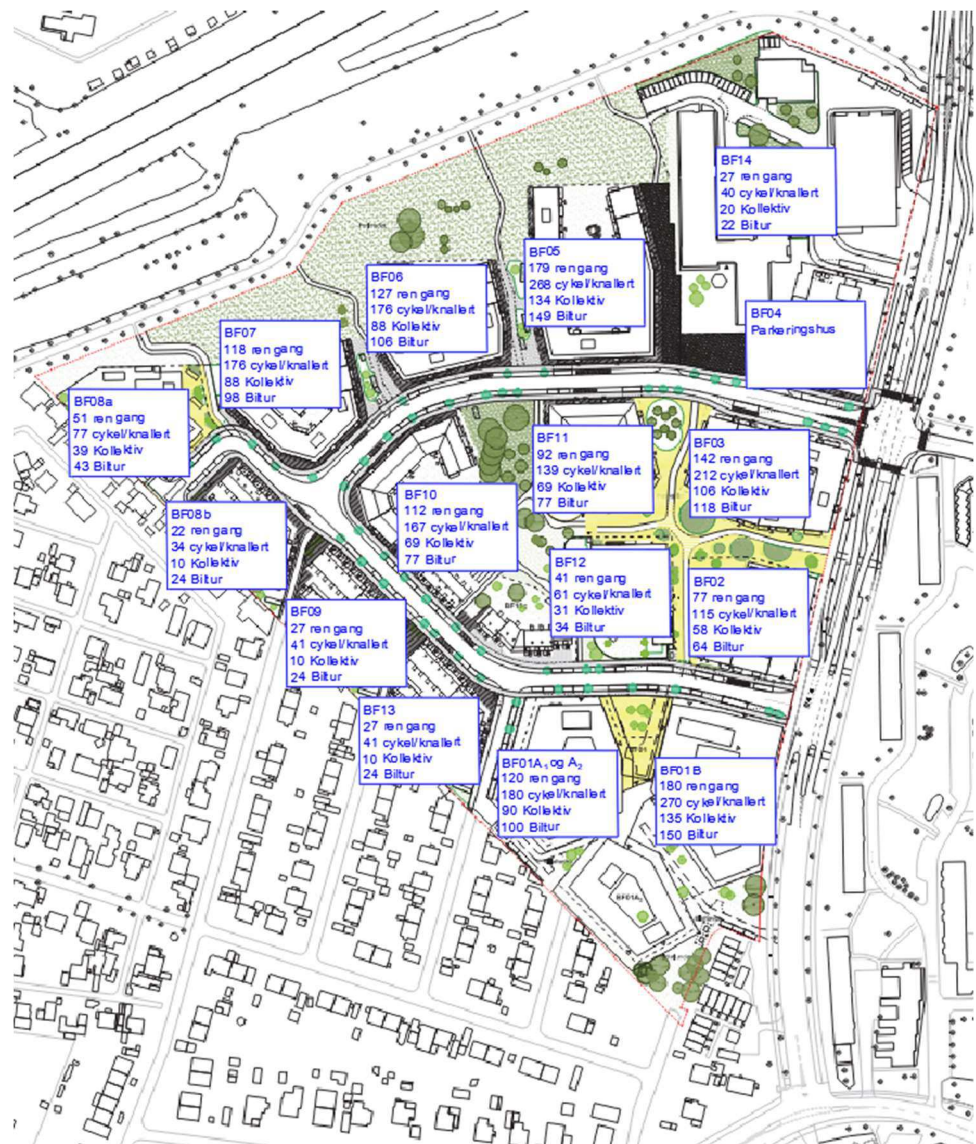 BF14
27 ren gang
40 cykel/knallert
20 Kollektiv
22 Biltur
BF05
179 ren gang
268 cykel/knallert
134 Kollektiv
149 Biltur
BF06
127 ren gang
176 cykel/knallert
88 Kollektiv
106 Biltur
BF04
Parkeringshus
BF07
118 ren gang
176 cykel/knallert
88 Kollektiv
98 Biltur
BF08a
51 ren gang
77 cykel/knallert
39 Kollektiv
43 Biltur
BF11
92 ren gang
139 cykel/knallert
69 Kollektiv
77 Biltur
BF03
142 ren gang
212 cykel/knallert
106 Kollektiv
118 Biltur
BF10
112 ren gang
167 cykel/knallert
69 Kollektiv
77 Biltur
BF08b
22 ren gang
34 cykel/knallert
10 Kollektiv
24 Biltur
BF12
41 ren gang
61 cykel/knallert
31 Kollektiv
34 Biltur
BF02
77 ren gang
115 cykel/knallert
58 Kollektiv
64 Biltur
BF09
27 ren gang
41 cykel/knallert
10 Kollektiv
24 Biltur
BF13
27 ren gang
41 cykel/knallert
10 Kollektiv
24 Biltur
BF01A₁ og A₂
120 ren gang
180 cykel/knallert
90 Kollektiv
100 Biltur
BF01B
180 ren gang
270 cykel/knallert
135 Kollektiv
150 Biltur
BF01A₂